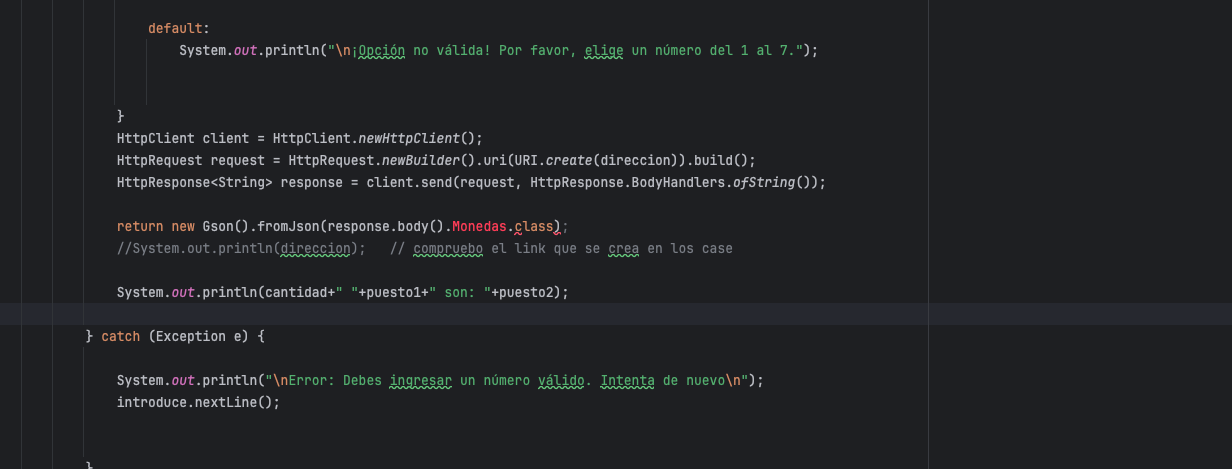 default:
System.out.println("\n¡Opción no válida! Por favor, elige un número del 1 al 7.");
}
HttpClient client = HttpClient.newHttpClient();
HttpRequest request = HttpRequest.newBuilder().uri(URI.create(direccion)).build();
HttpResponse<String> response = client.send(request, HttpResponse.BodyHandlers.ofString());
return new Gson().fromJson(response.body().Monedas.class);
//System.out.println(direccion);   // compruebo el link que se crea en los case
System.out.println(cantidad+" "+puesto1+" son: "+puesto2);
} catch (Exception e) {
System.out.println("\nError: Debes ingresar un número válido. Intenta de nuevo\n");
introduce.nextLine();
}